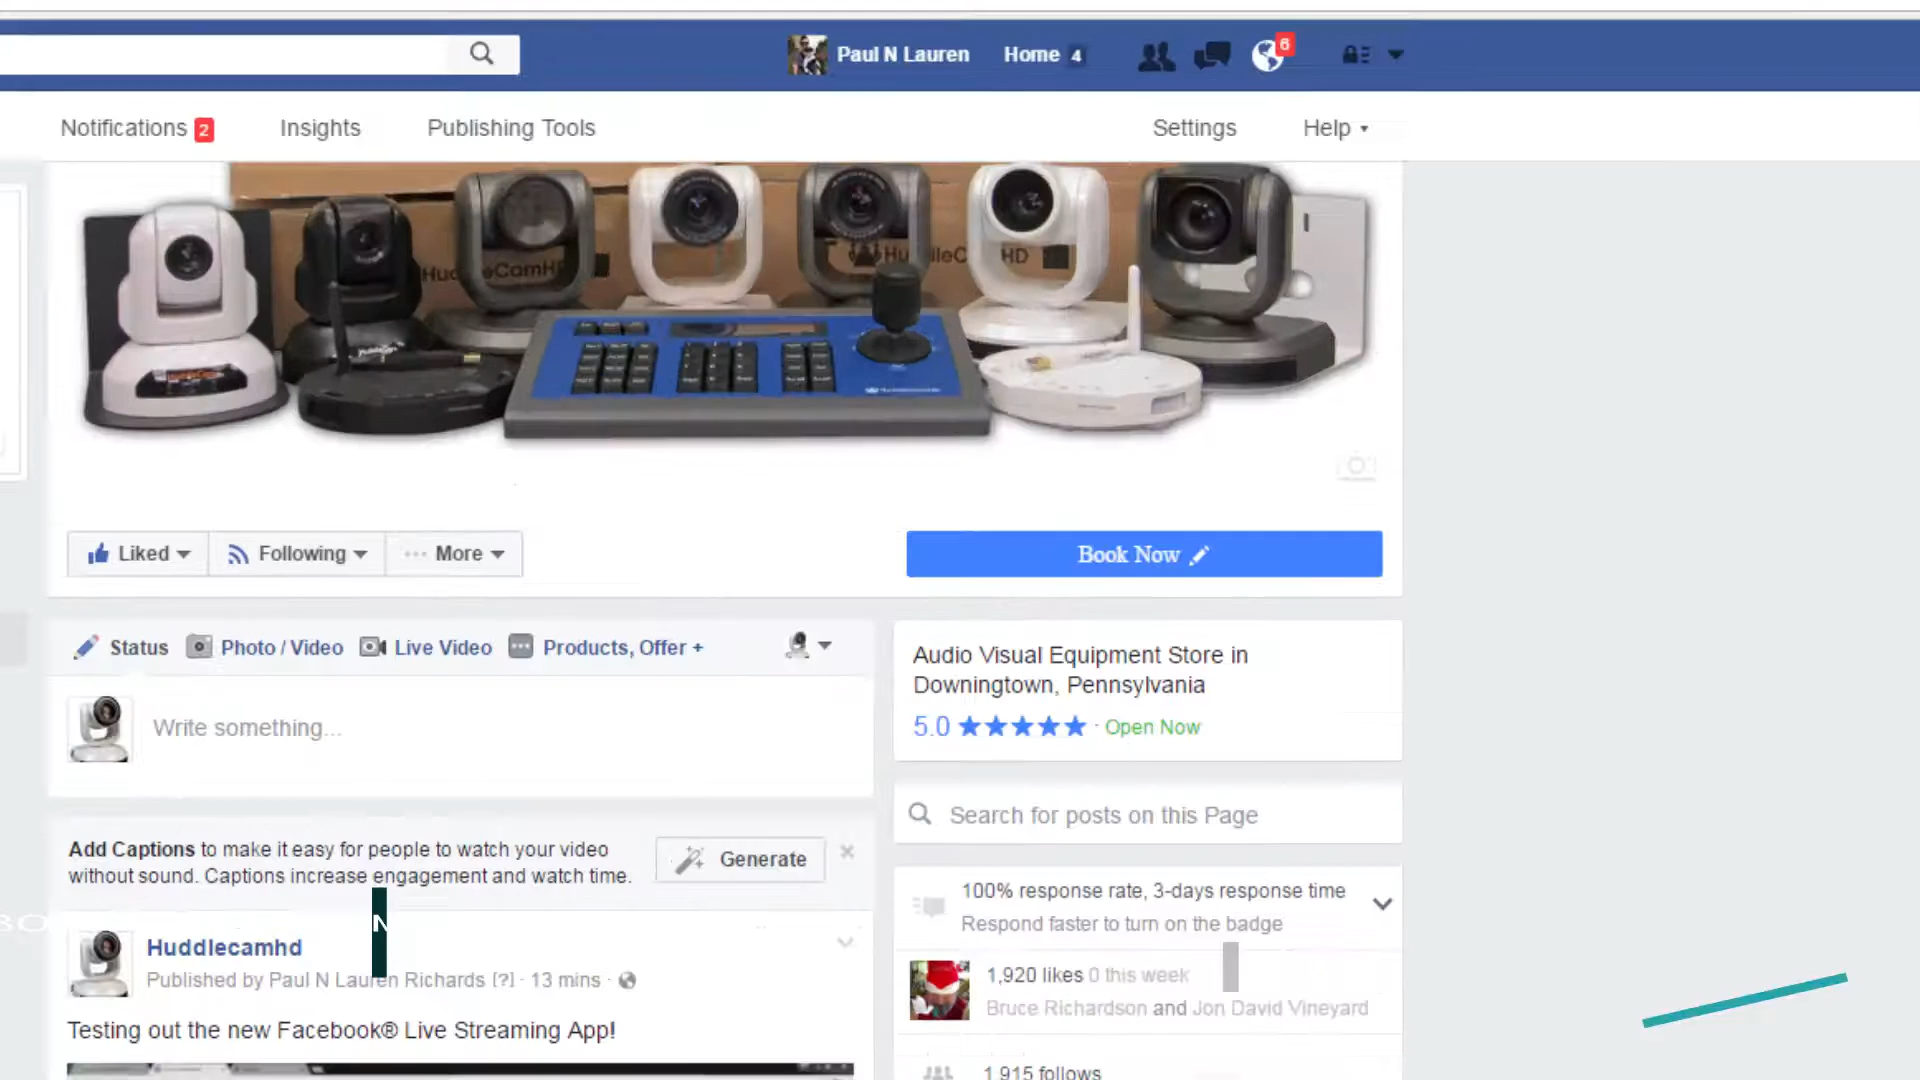 Paul N Lauren
Home 4
6
Notifications 2
Insights
Publishing Tools
Settings
Help
HD
Liked
Following
More
Book Now
Status
Photo / Video
Live Video
Products, Offer +
Write something...
Audio Visual Equipment Store in
Downingtown, Pennsylvania
5.0 · Open Now
Search for posts on this Page
Add Captions to make it easy for people to watch your video
without sound. Captions increase engagement and watch time.
Generate
100% response rate, 3-days response time
Respond faster to turn on the badge
Huddlecamhd
Published by Paul N Lauren Richards [?] · 13 mins ·
1,920 likes 0 this week
Bruce Richardson and Jon David Vineyard
Testing out the new Facebook® Live Streaming App!
1,915 follows